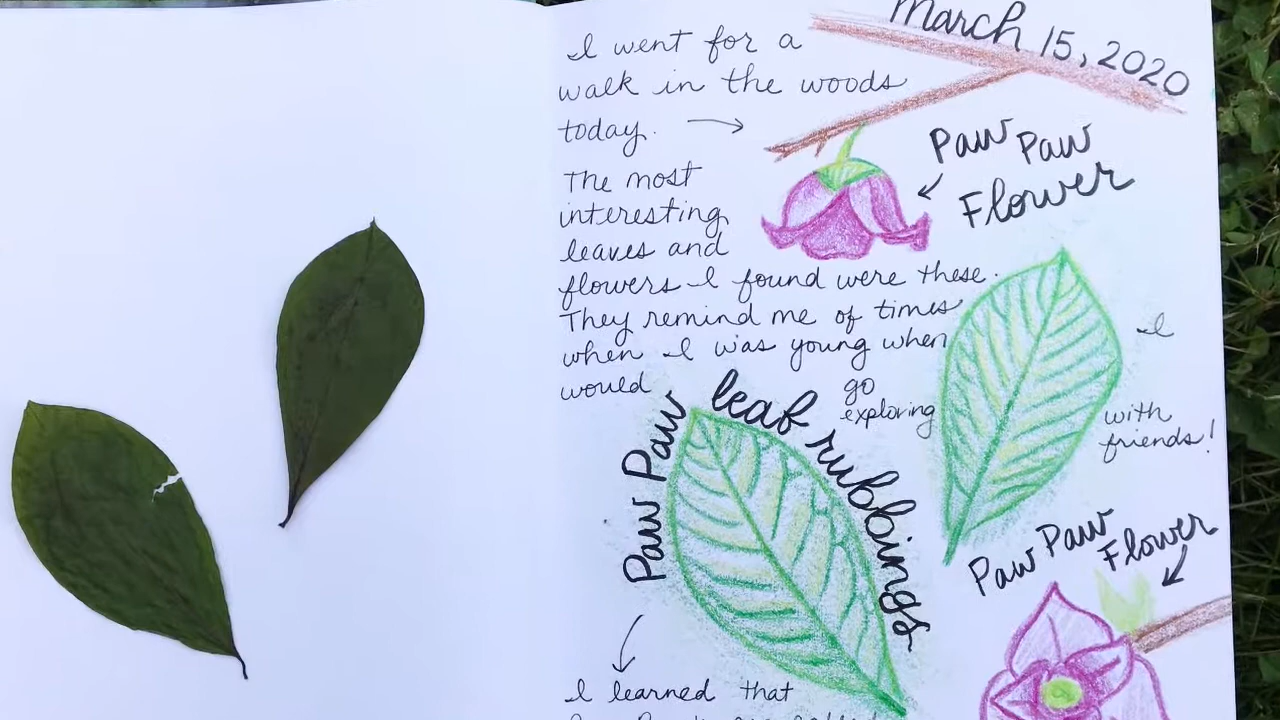 March 15, 2020
I went for a
walk in the woods
today.
The most
interesting
leaves and
flowers I found were these.
They remind me of times
when I was young when I
would go
exploring
with
friends!
Paw Paw
Flower
Paw Paw leaf rubbings
Paw Paw
Flower
I learned that